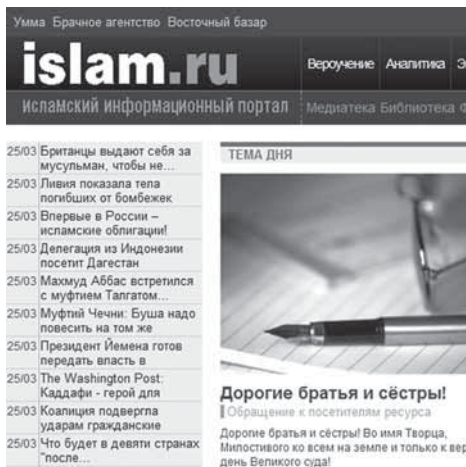 Умма Брачное агентство Восточный базар
islam.ru
исламский информационный портал
Вероучение Аналитика
Медиатека Библиотека
25/03 Британцы выдают себя за
мусульман, чтобы не...
25/03 Ливия показала тела
погибших от бомбежек
25/03 Впервые в России –
исламские облигации!
25/03 Делегация из Индонезии
посетит Дагестан
25/03 Махмуд Аббас встретился
с муфтием Талгатом...
25/03 Муфтий Чечни: Буша надо
повесить на том же
25/03 Президент Йемена готов
передать власть в
25/03 The Washington Post:
Каддафи - герой для
25/03 Коалиция подвергла
ударам гражданские
25/03 Что будет в девяти странах
"после...
ТЕМА ДНЯ
Дорогие братья и сёстры!
Обращение к посетителям ресурса
Дорогие братья и сёстры! Во имя Творца,
Милостивого ко всем на земле и только к вер
день Великого суда!